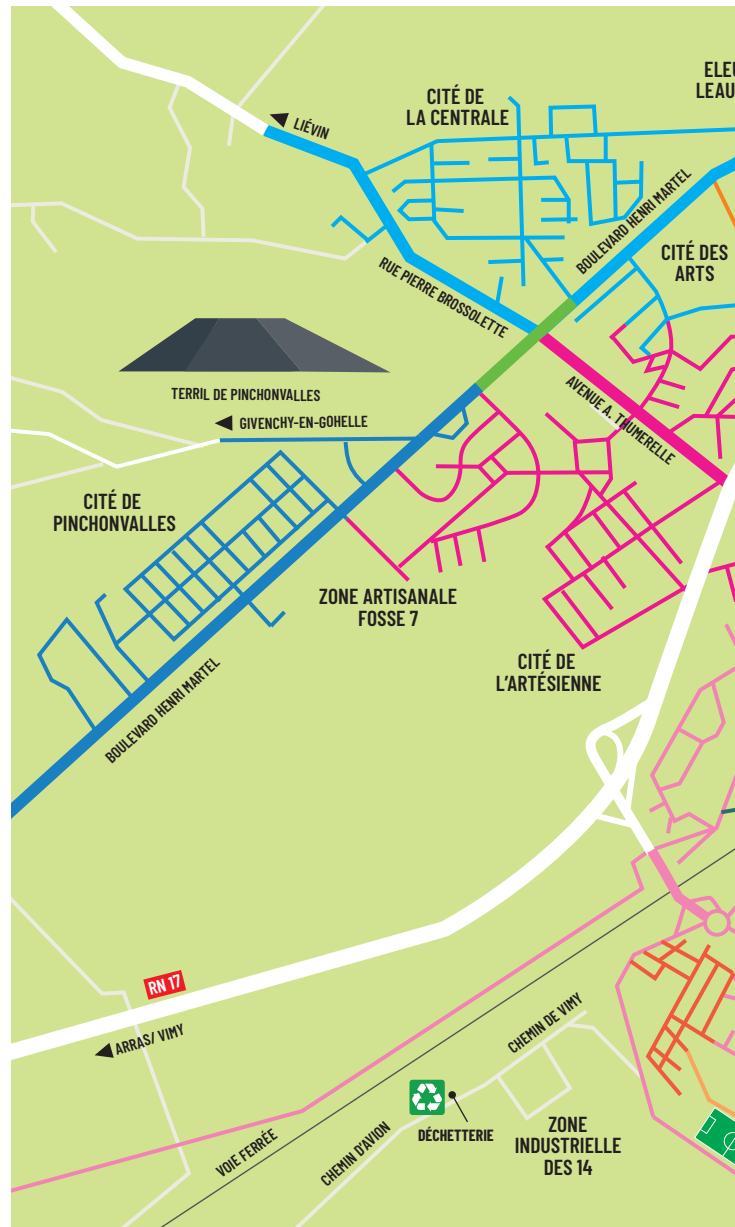 ELEU
LEAU
CITÉ DE
LA CENTRALE
LIÉVIN
BOULEVARD HENRI MARTEL
CITÉ DES
ARTS
RUE PIERRE BROSSOLETTE
TERRIL DE PINCHONVALLES
AVENUE A. THUMERELLE
GIVENCHY-EN-GOHELLE
CITÉ DE
PINCHONVALLES
ZONE ARTISANALE
FOSSE 7
CITÉ DE
L'ARTÉSIENNE
BOULEVARD HENRI MARTEL
RN 17
ARRAS/ VIMY
CHEMIN DE VIMY
DÉCHETTERIE
ZONE
INDUSTRIELLE
DES 14
VOIE FERRÉE
CHEMIN D'AVION